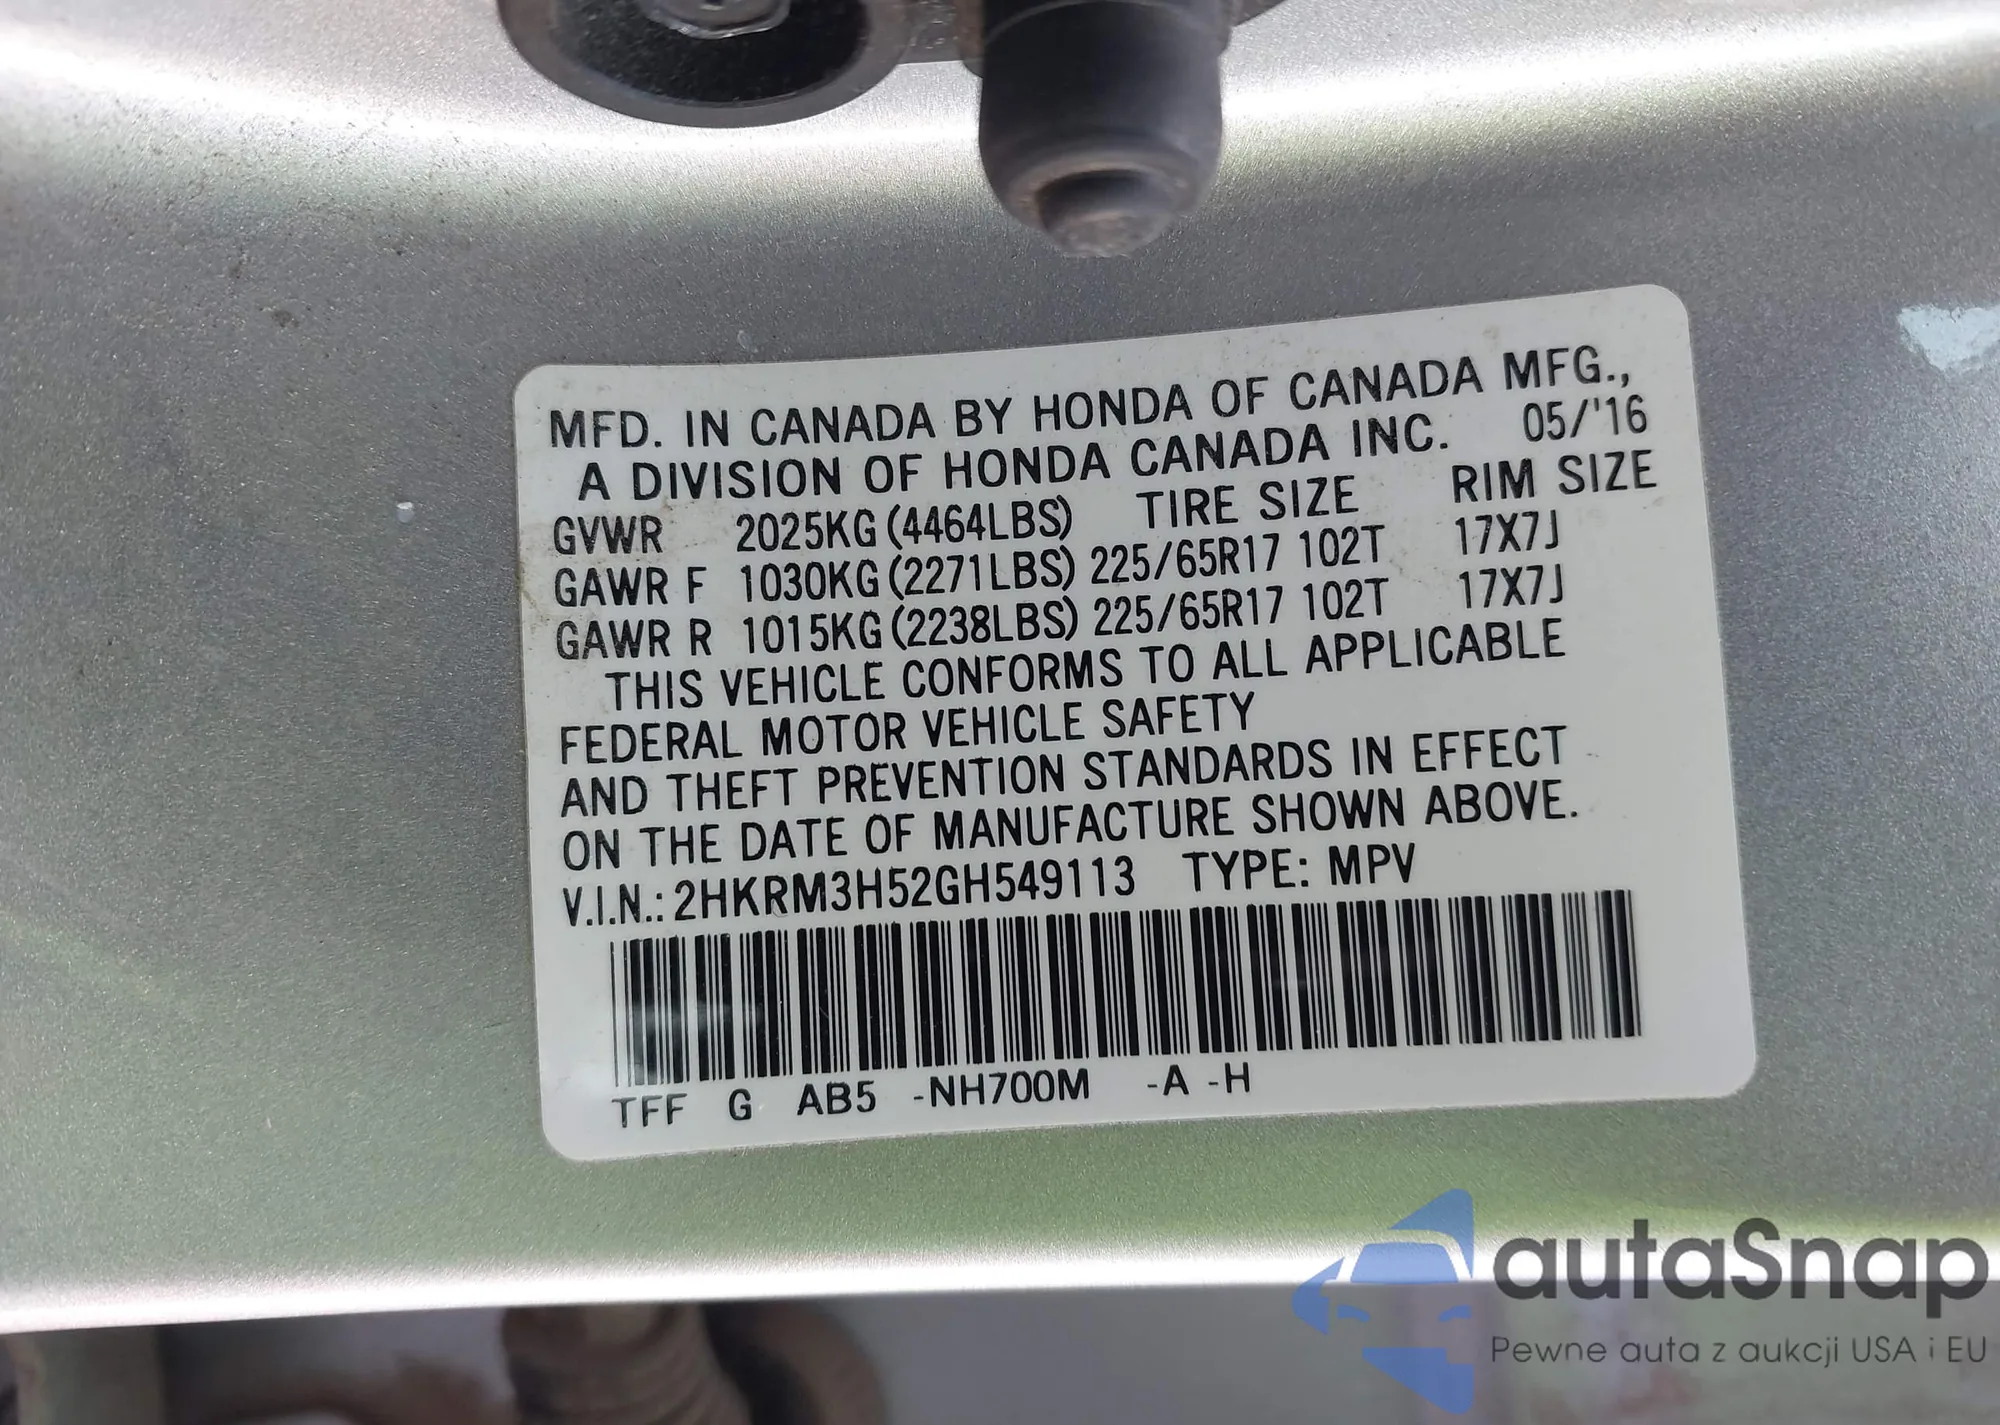 MFD. IN CANADA BY HONDA OF CANADA MFG.,
A DIVISION OF HONDA CANADA INC. 05/'16
GVWR 2025KG (4464LBS) TIRE SIZE RIM SIZE
GAWR F 1030KG (2271LBS) 225/65R17 102T 17X7J
GAWR R 1015KG (2238LBS) 225/65R17 102T 17X7J
THIS VEHICLE CONFORMS TO ALL APPLICABLE
FEDERAL MOTOR VEHICLE SAFETY
AND THEFT PREVENTION STANDARDS IN EFFECT
ON THE DATE OF MANUFACTURE SHOWN ABOVE.
V.I.N.: 2HKRM3H52GH549113 TYPE: MPV
TFF G AB5 -NH700M -A -H
autaSnap
Pewne auta z aukcji USA i EU